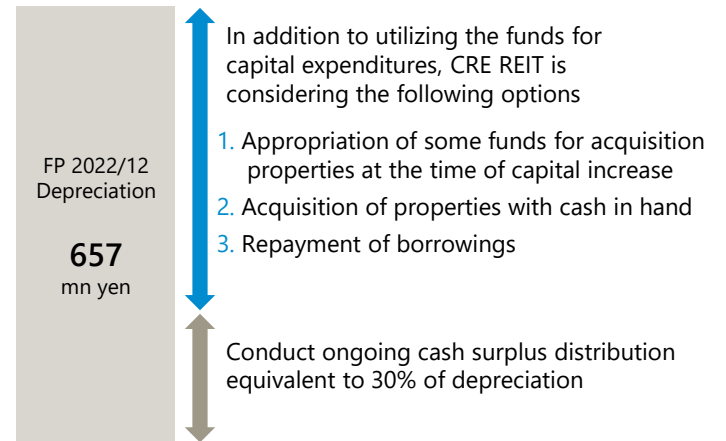 FP 2022/12
Depreciation
657
mn yen
In addition to utilizing the funds for
capital expenditures, CRE REIT is
considering the following options
1. Appropriation of some funds for acquisition
properties at the time of capital increase
2. Acquisition of properties with cash in hand
3. Repayment of borrowings
Conduct ongoing cash surplus distribution
equivalent to 30% of depreciation